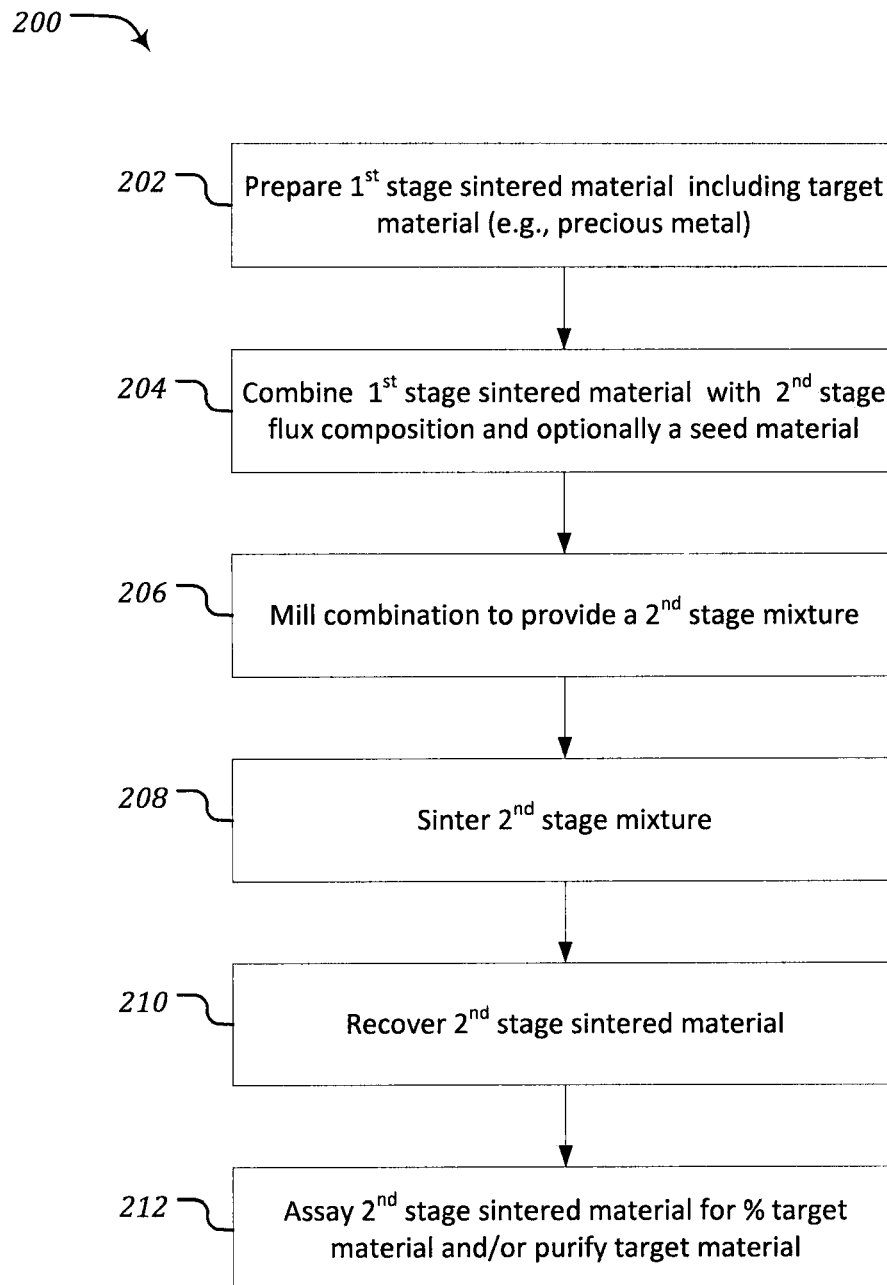 200
202
Prepare 1st stage sintered material including target
material (e.g., precious metal)
204
Combine 1st stage sintered material with 2nd stage
flux composition and optionally a seed material
206
Mill combination to provide a 2nd stage mixture
208
Sinter 2nd stage mixture
210
Recover 2nd stage sintered material
212
Assay 2nd stage sintered material for % target
material and/or purify target material